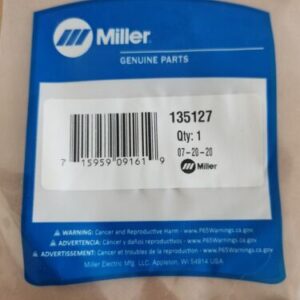 Miller
GENUINE PARTS
135127
Qty: 1
07-20-20
Miller
7 15959 09161 9
WARNING: Cancer and Reproductive Harm - www.P65Warnings.ca.gov
ADVERTENCIA: Cancer y daños reproductivos - www.P65Warnings.ca.gov
AVERTISSEMENT: Cancer et troubles de la reproduction - www.P65Warnings.ca.gov
Miller Electric Mfg. LLC, Appleton, WI 54914 USA